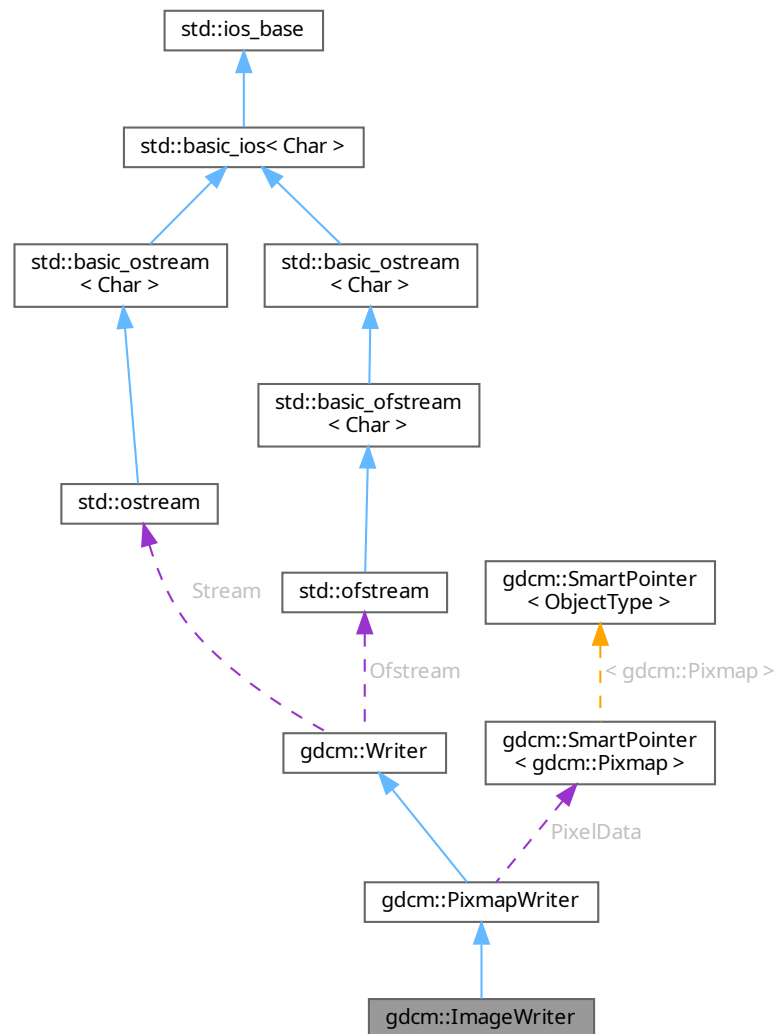 std::ios_base
std::basic_ios< Char >
std::basic_ostream
< Char >
std::basic_ostream
< Char >
std::basic_ofstream
< Char >
std::ostream
std::ofstream
gdcm::SmartPointer
< ObjectType >
Stream
Ofstream
< gdcm::Pixmap >
gdcm::Writer
gdcm::SmartPointer
< gdcm::Pixmap >
PixelData
gdcm::PixmapWriter
gdcm::ImageWriter